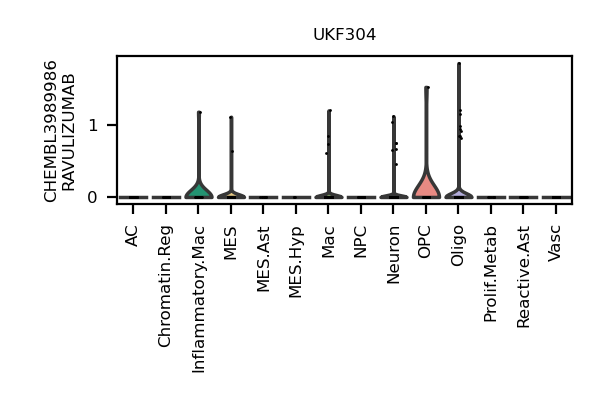 UKF304
CHEMBL3989986
RAVULIZUMAB
1
0
AC
Chromatin.Reg
Inflammatory.Mac
MES
MES.Ast
MES.Hyp
Mac
NPC
Neuron
OPC
Oligo
Prolif.Metab
Reactive.Ast
Vasc